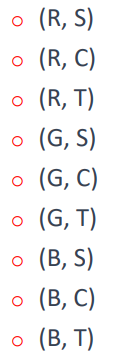 (R, S)
(R, C)
(R, T)
(G, S)
(G, C)
(G, T)
(B, S)
(B, C)
(B, T)